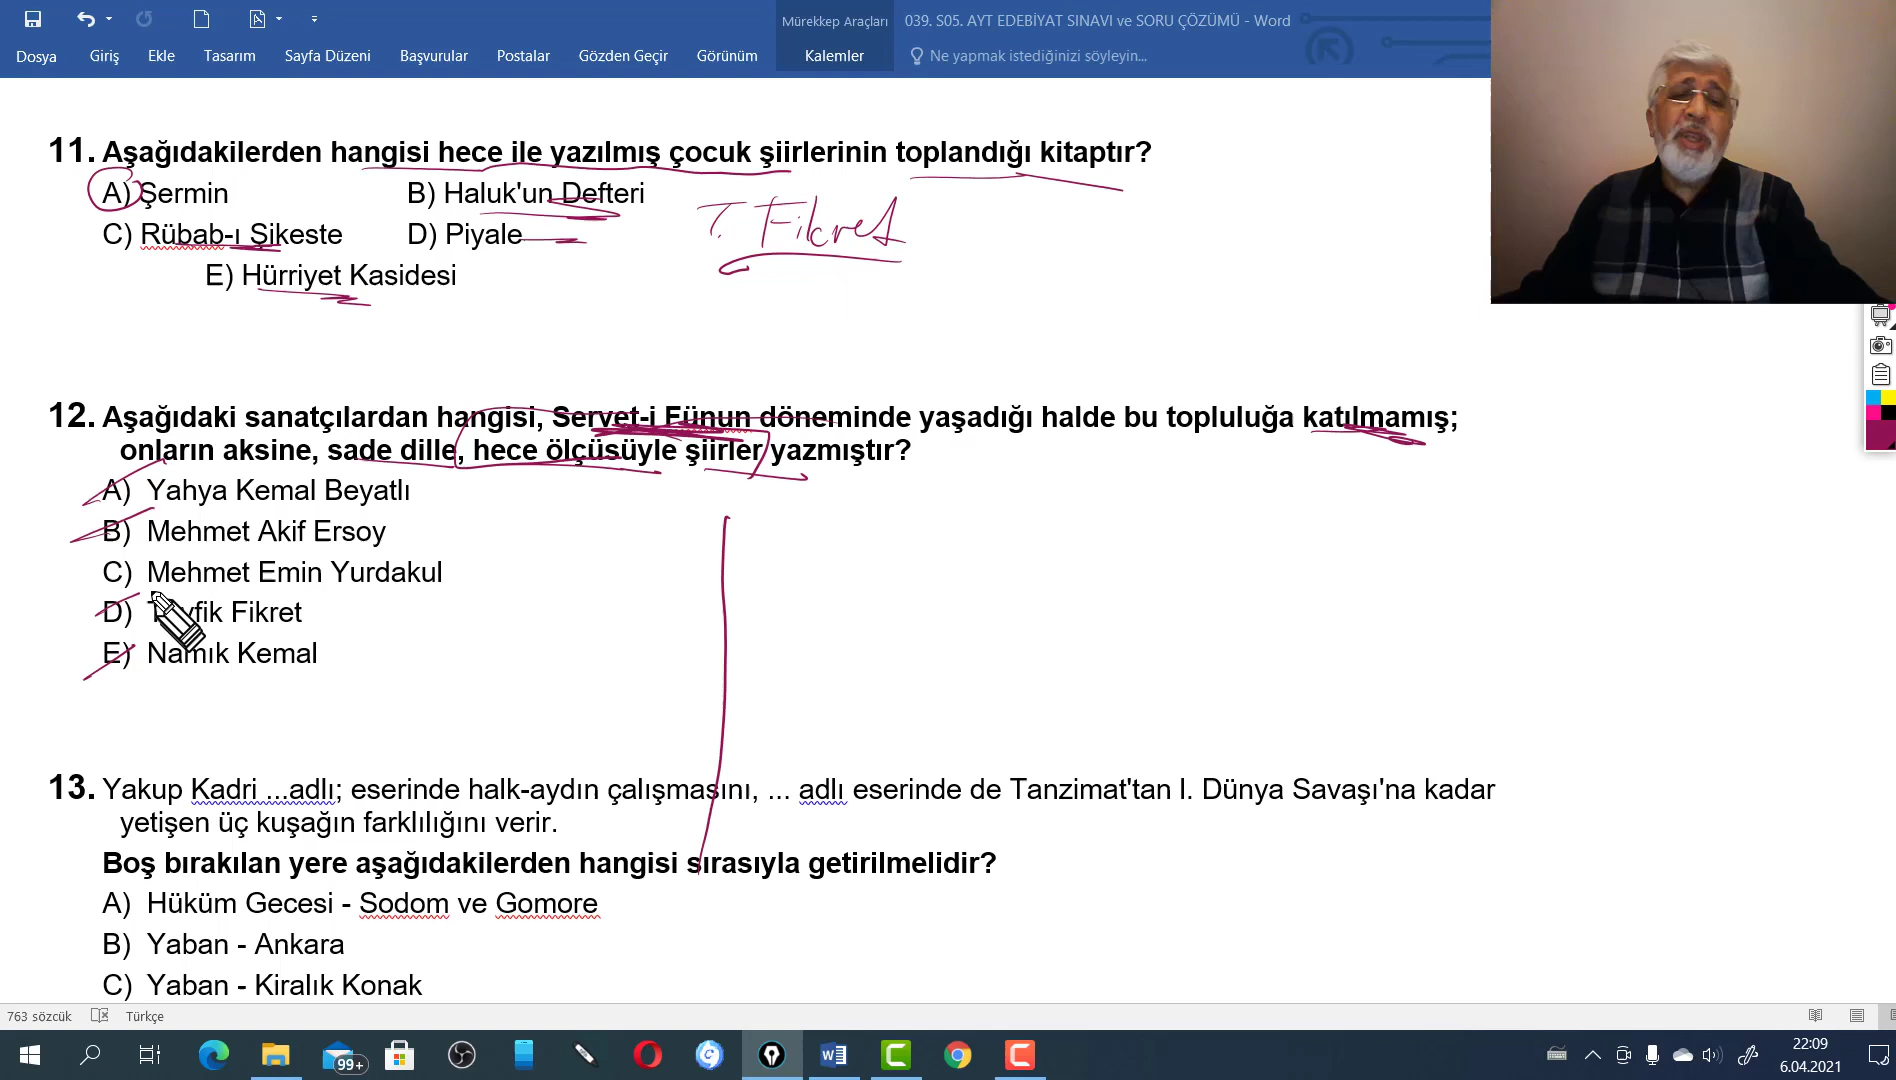 Mürekkep Araçları
039. S05. AYT EDEBİYAT SINAVI ve SORU ÇÖZÜMÜ - Word
Dosya Giriş Ekle Tasarım Sayfa Düzeni Başvurular Postalar Gözden Geçir Görünüm Kalemler Ne yapmak istediğinizi söyleyin...
11. Aşağıdakilerden hangisi hece ile yazılmış çocuk şiirlerinin toplandığı kitaptır?
A) Şermin B) Haluk'un Defteri
T. Fikret
C) Rübab-ı Şikeste D) Piyale
E) Hürriyet Kasidesi
12. Aşağıdaki sanatçılardan hangisi, Servet-i Fünun döneminde yaşadığı halde bu topluluğa katılmamış;
onların aksine, sade dille, hece ölçüsüyle şiirler yazmıştır?
A) Yahya Kemal Beyatlı
B) Mehmet Akif Ersoy
C) Mehmet Emin Yurdakul
D) Tevfik Fikret
E) Namık Kemal
13. Yakup Kadri ...adlı; eserinde halk-aydın çalışmasını, ... adlı eserinde de Tanzimat'tan I. Dünya Savaşı'na kadar
yetişen üç kuşağın farklılığını verir.
Boş bırakılan yere aşağıdakilerden hangisi sırasıyla getirilmelidir?
A) Hüküm Gecesi - Sodom ve Gomore
B) Yaban - Ankara
C) Yaban - Kiralık Konak
763 sözcük Türkçe
99+
22:09
6.04.2021